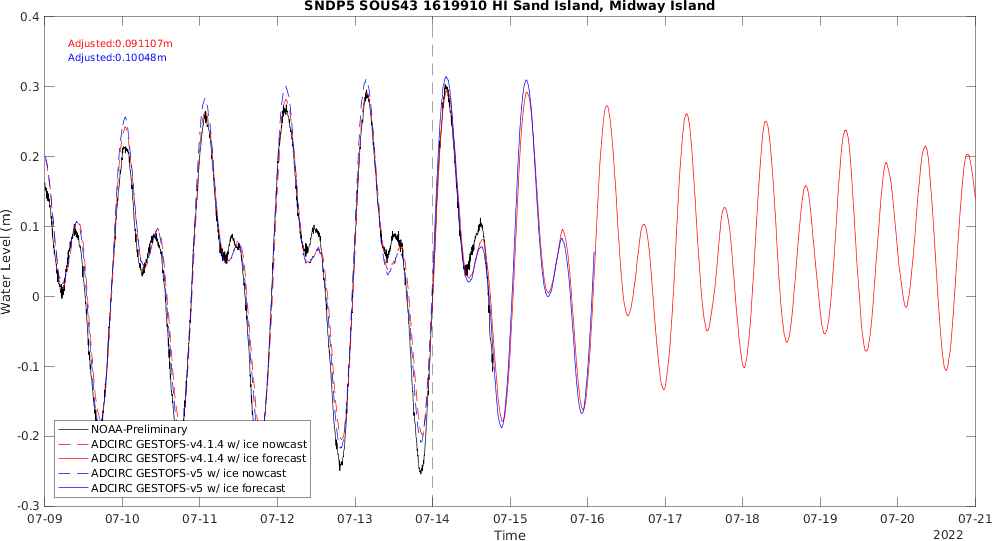 SNDP5 SOUS43 1619910 HI Sand Island, Midway Island
0.4
Adjusted:0.091107m
Adjusted:0.10048m
0.3
0.2
0.1
0
-0.1
-0.2
-0.3
Water Level (m)
NOAA-Preliminary
ADCIRC GESTOFS-v4.1.4 w/ ice nowcast
ADCIRC GESTOFS-v4.1.4 w/ ice forecast
ADCIRC GESTOFS-v5 w/ ice nowcast
ADCIRC GESTOFS-v5 w/ ice forecast
07-09 07-10 07-11 07-12 07-13 07-14 07-15 07-16 07-17 07-18 07-19 07-20 07-21
Time
2022